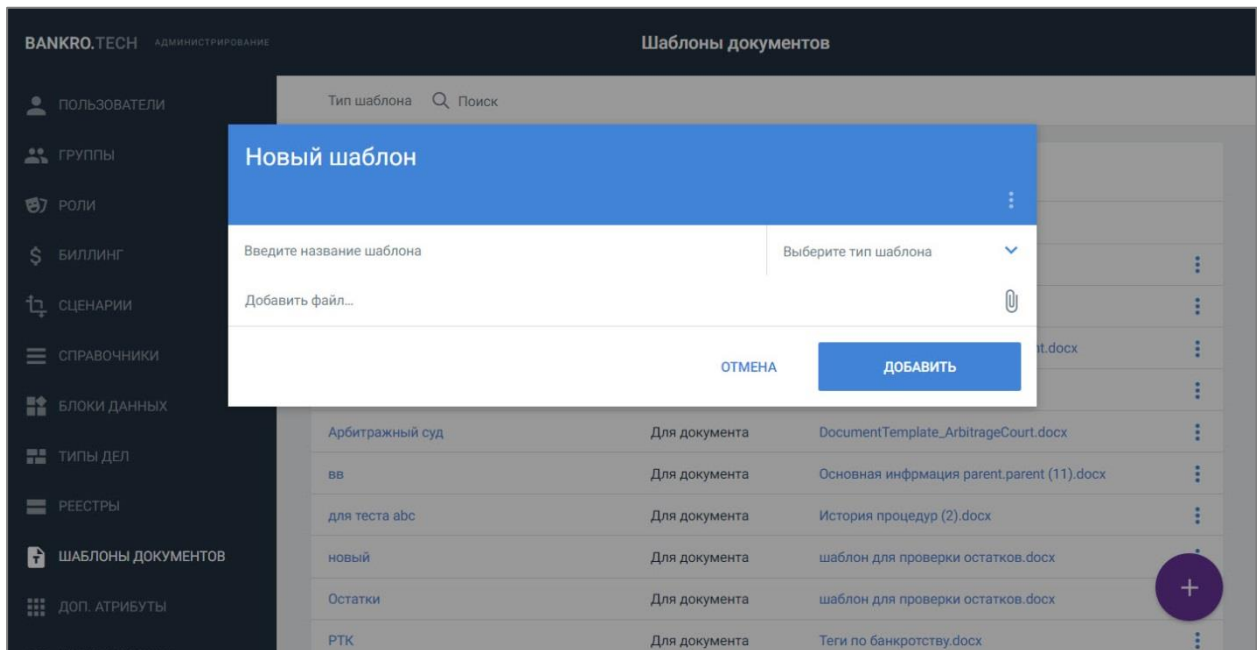 BANKRO.TECH АДМИНИСТРИРОВАНИЕ
Шаблоны документов
ПОЛЬЗОВАТЕЛИ
ГРУППЫ
РОЛИ
БИЛЛИНГ
СЦЕНАРИИ
СПРАВОЧНИКИ
БЛОКИ ДАННЫХ
ТИПЫ ДЕЛ
РЕЕСТРЫ
ШАБЛОНЫ ДОКУМЕНТОВ
ДОП. АТРИБУТЫ
Тип шаблона Поиск
Новый шаблон
Введите название шаблона Выберите тип шаблона
Добавить файл...
ОТМЕНА ДОБАВИТЬ
Арбитражный суд Для документа DocumentTemplate_ArbitrageCourt.docx
вв Для документа Основная инфрмация parent.parent (11).docx
для теста abc Для документа История процедур (2).docx
новый Для документа шаблон для проверки остатков.docx
Остатки Для документа шаблон для проверки остатков.docx
РТК Для документа Теги по банкротству.docx